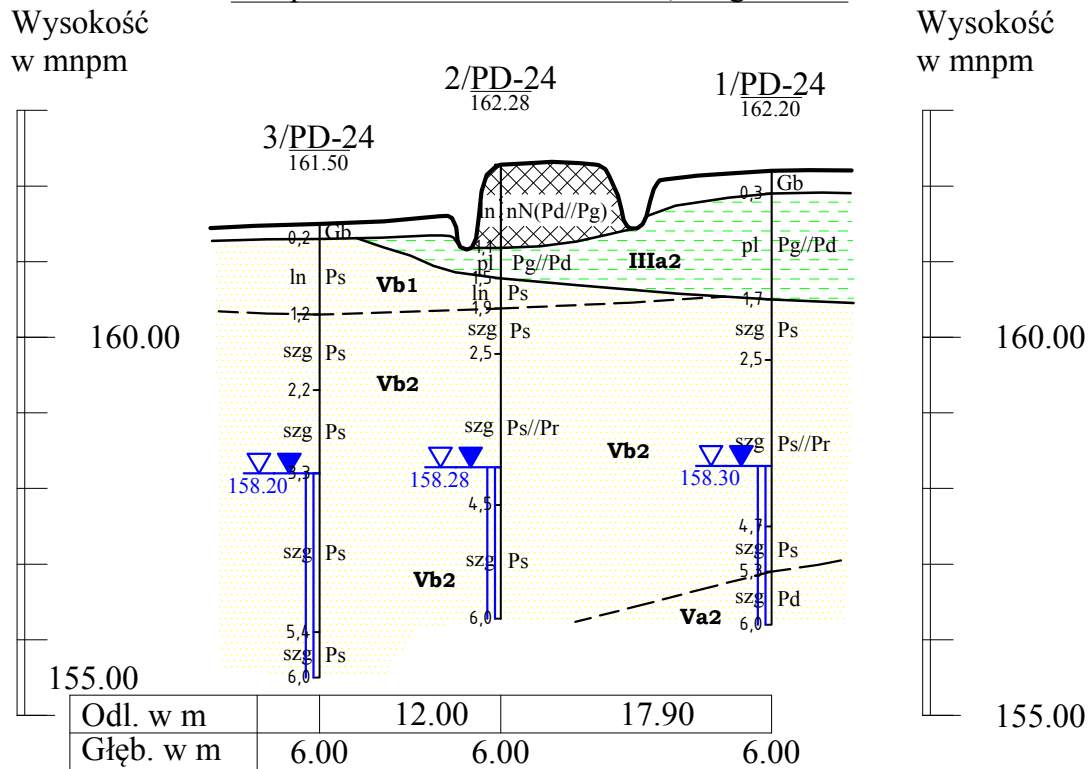 Wysokość
w mnpm
Wysokość
w mnpm
2/PD-24
162.28
1/PD-24
162.20
3/PD-24
161.50
Gb
0,3
ln nN(Pd//Pg)
0,2 Gb
1,1
pl Pg//Pd
pl Pg//Pd
IIIa2
ln Ps
Vb1
1,5
ln Ps
1,7
1,9
1,2
szg Ps
szg Ps
160.00
160.00
szg Ps
2,5
2,5
Vb2
2,2
szg Ps
szg Ps//Pr
Vb2
szg Ps//Pr
3,3
158.20
158.28
158.30
4,5
4,7
szg Ps
szg Ps
szg Ps
5,3
Vb2
szg Pd
Va2
6,0
6,0
5,4
szg Ps
6,0
155.00
155.00
Odl. w m 12.00 17.90
Głęb. w m 6.00 6.00 6.00